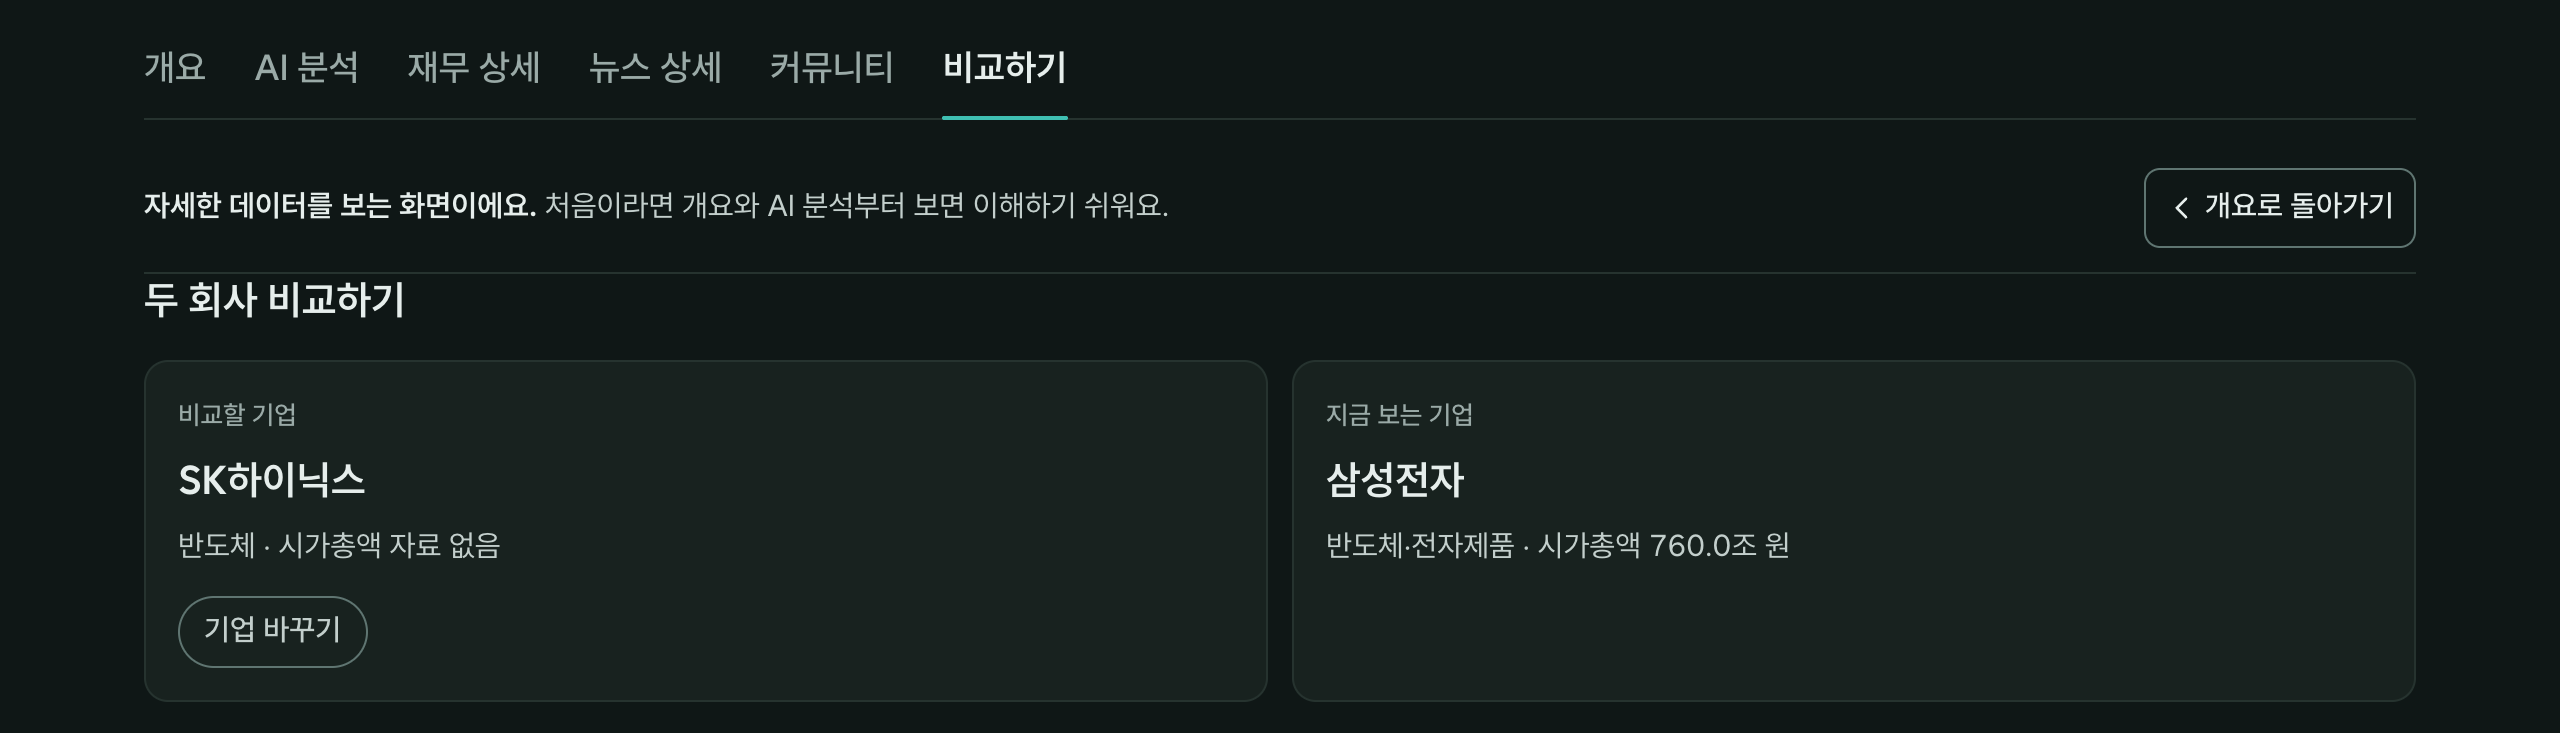 개요 AI 분석 재무 상세 뉴스 상세 커뮤니티 비교하기
자세한 데이터를 보는 화면이에요. 처음이라면 개요와 AI 분석부터 보면 이해하기 쉬워요.
개요로 돌아가기
두 회사 비교하기
비교할 기업
SK하이닉스
반도체 · 시가총액 자료 없음
기업 바꾸기
지금 보는 기업
삼성전자
반도체·전자제품 · 시가총액 760.0조 원